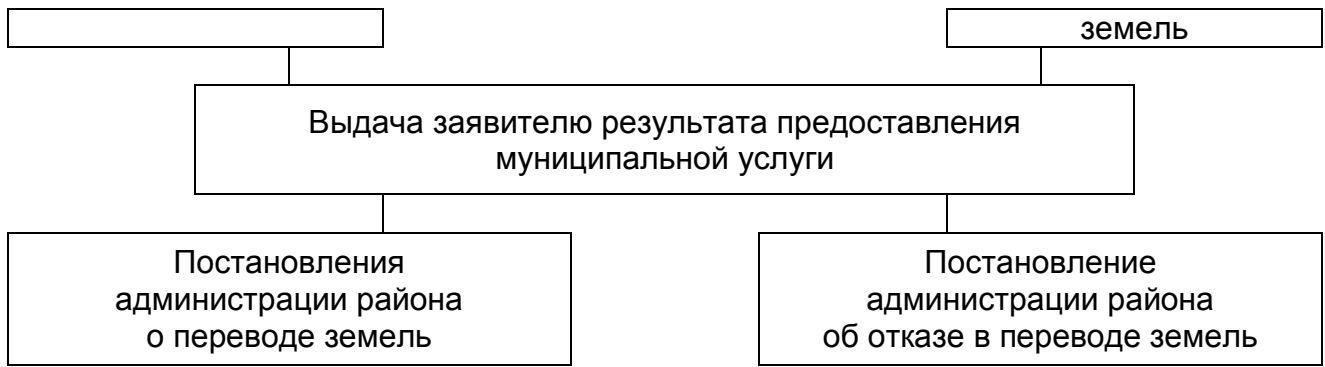 земель
Выдача заявителю результата предоставления
муниципальной услуги
Постановления
администрации района
о переводе земель
Постановление
администрации района
об отказе в переводе земель